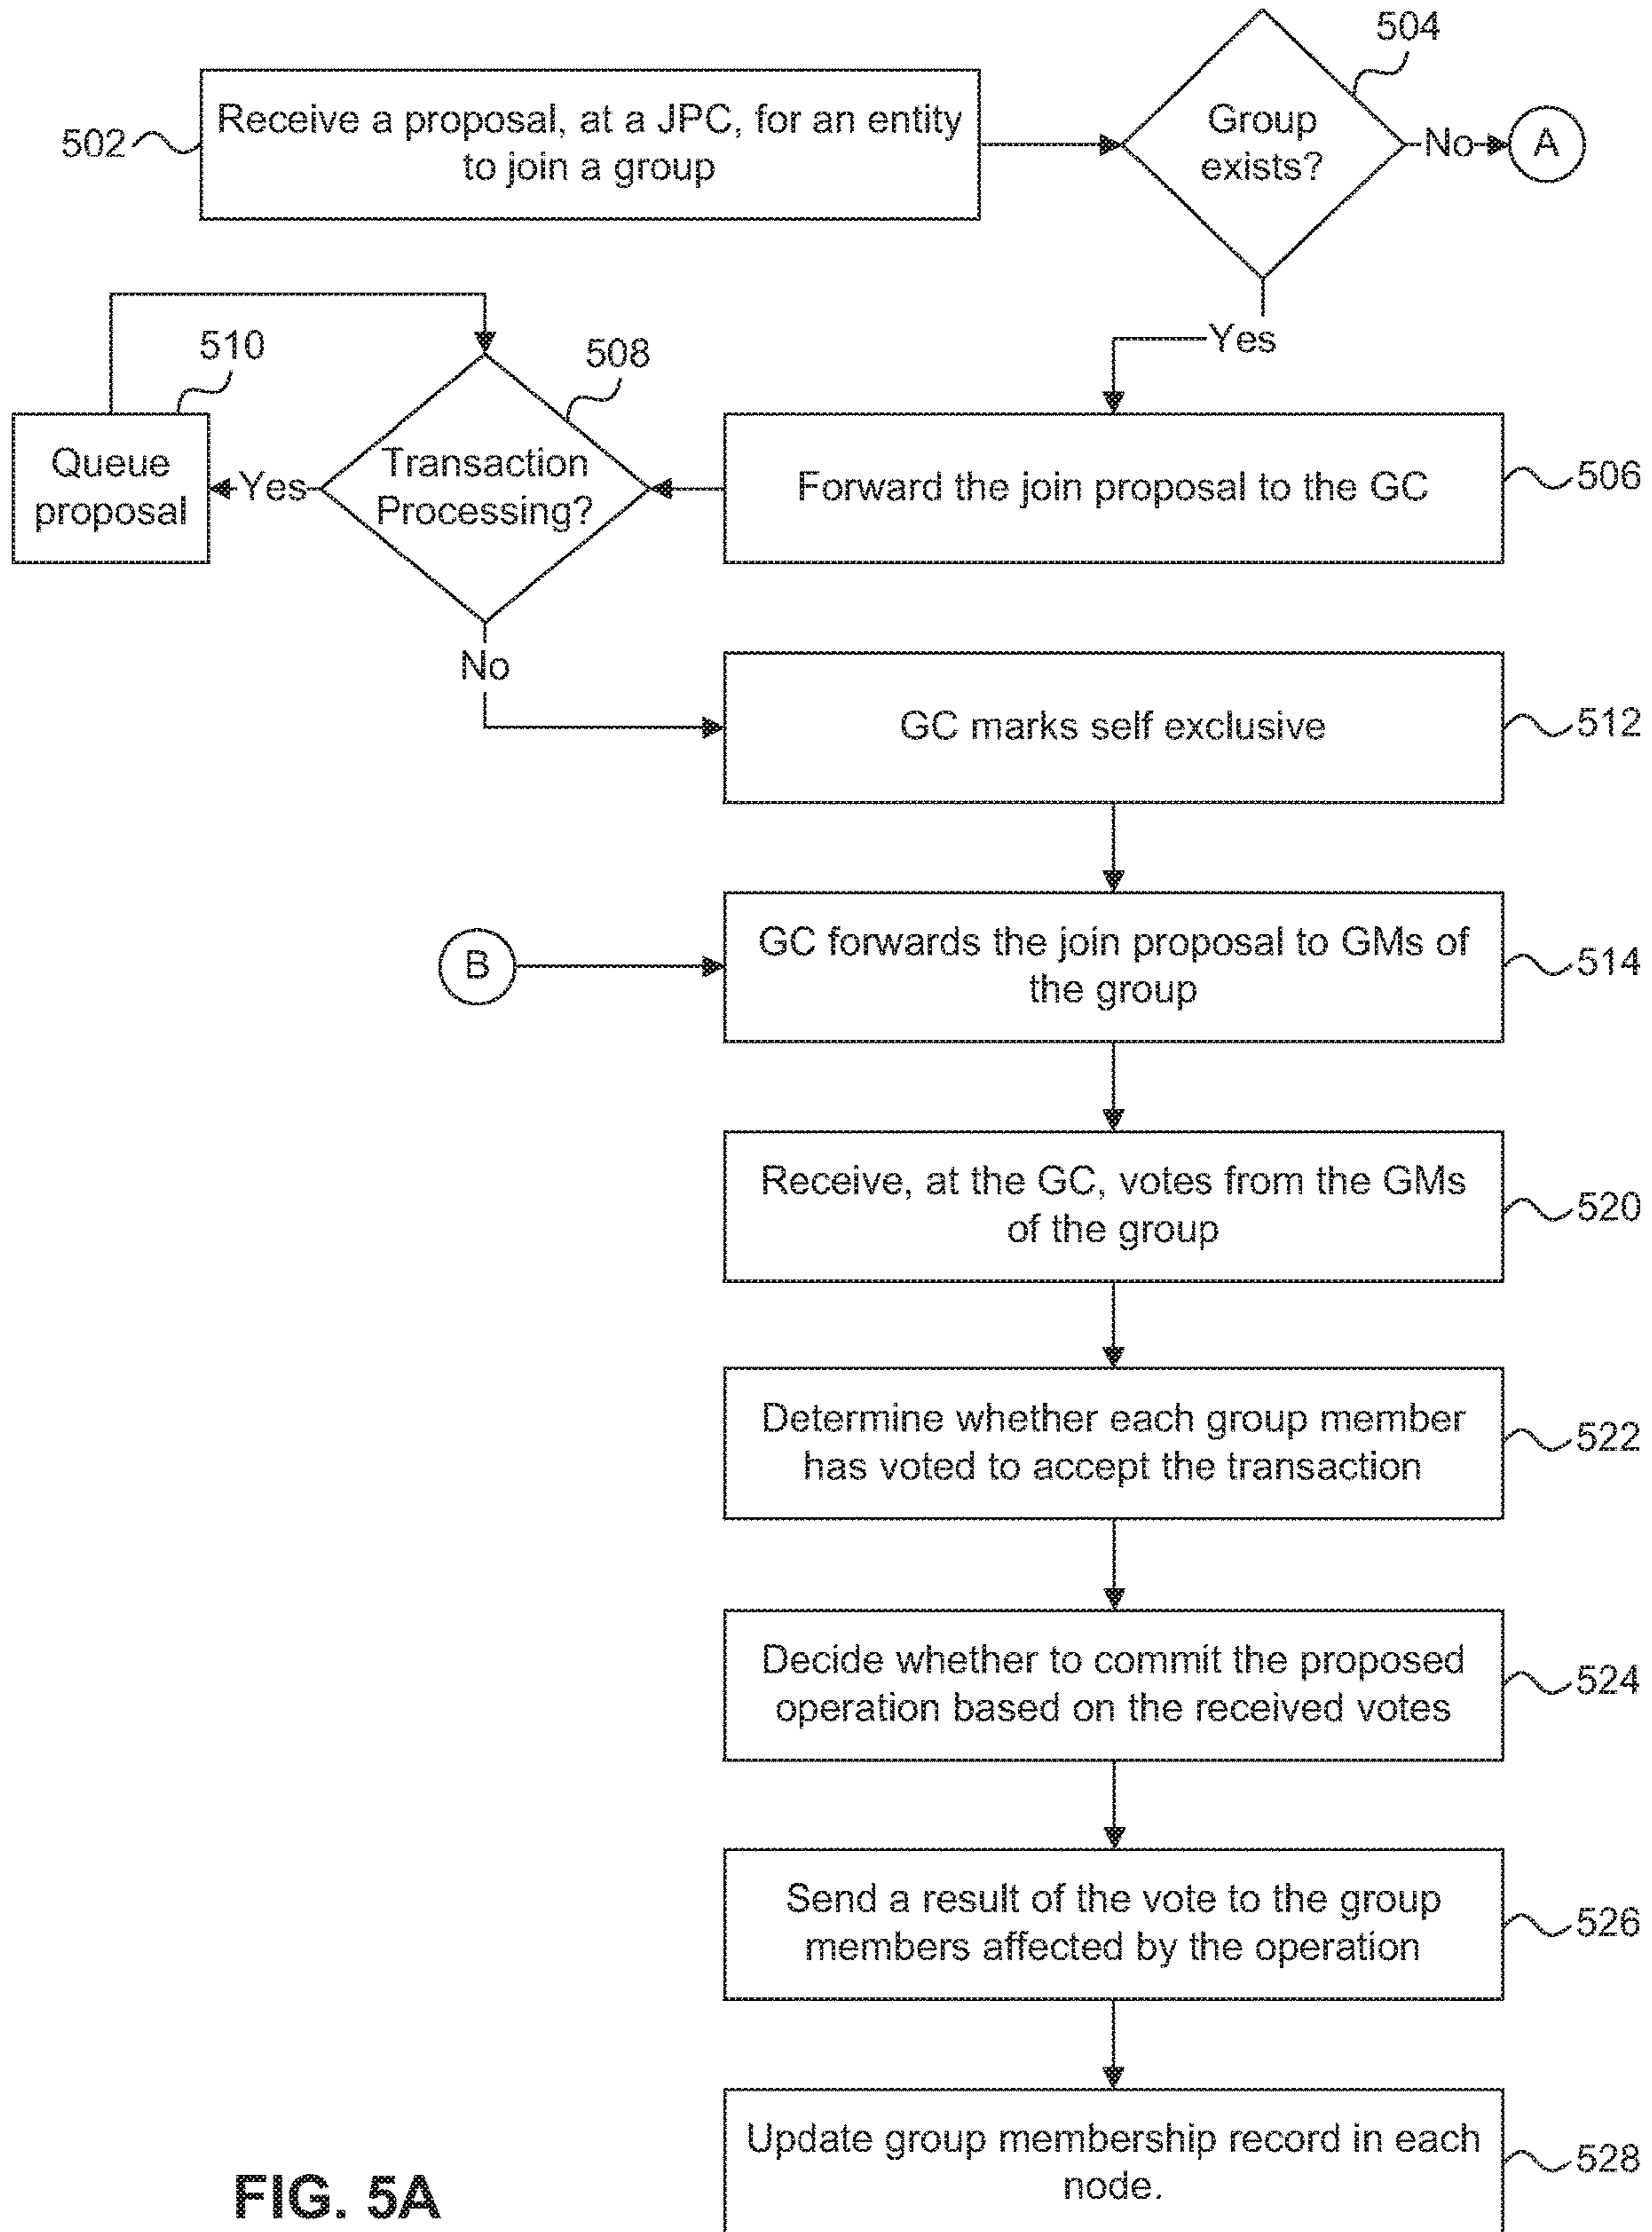 504
502
Receive a proposal, at a JPC, for an entity
to join a group
Group
exists?
No
A
Yes
510
508
Queue
proposal
Yes
Transaction
Processing?
Forward the join proposal to the GC
506
No
GC marks self exclusive
512
B
GC forwards the join proposal to GMs of
the group
514
Receive, at the GC, votes from the GMs
of the group
520
Determine whether each group member
has voted to accept the transaction
522
Decide whether to commit the proposed
operation based on the received votes
524
Send a result of the vote to the group
members affected by the operation
526
Update group membership record in each
node.
528
FIG. 5A